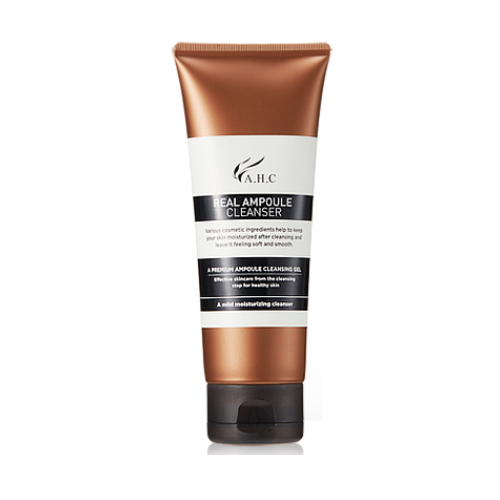 A.H.C
REAL AMPOULE
CLEANSER
Various cosmetic ingredients help to keep
your skin moisturized after cleansing and
leave it feeling soft and smooth.
A PREMIUM AMPOULE CLEANSING GEL
Effective skincare from the cleansing
step for healthy skin
A mild moisturizing cleanser